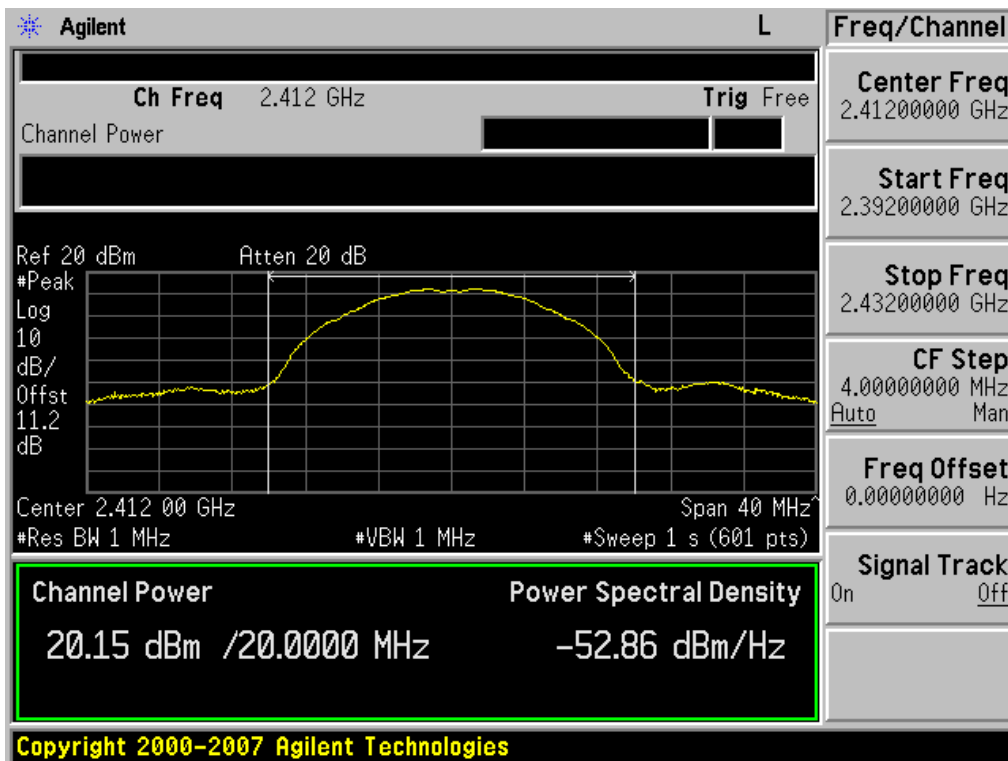 Agilent L
Freq/Channel
Ch Freq 2.412 GHz Trig Free
Channel Power
Ref 20 dBm Atten 20 dB
#Peak
Log
10
dB/
Offst
11.2
dB
Center 2.412 00 GHz Span 40 MHz^
#Res BW 1 MHz #VBW 1 MHz #Sweep 1 s (601 pts)
Channel Power Power Spectral Density
20.15 dBm /20.0000 MHz -52.86 dBm/Hz
Copyright 2000-2007 Agilent Technologies
Center Freq
2.41200000 GHz
Start Freq
2.39200000 GHz
Stop Freq
2.43200000 GHz
CF Step
4.00000000 MHz
Auto Man
Freq Offset
0.00000000 Hz
Signal Track
On Off